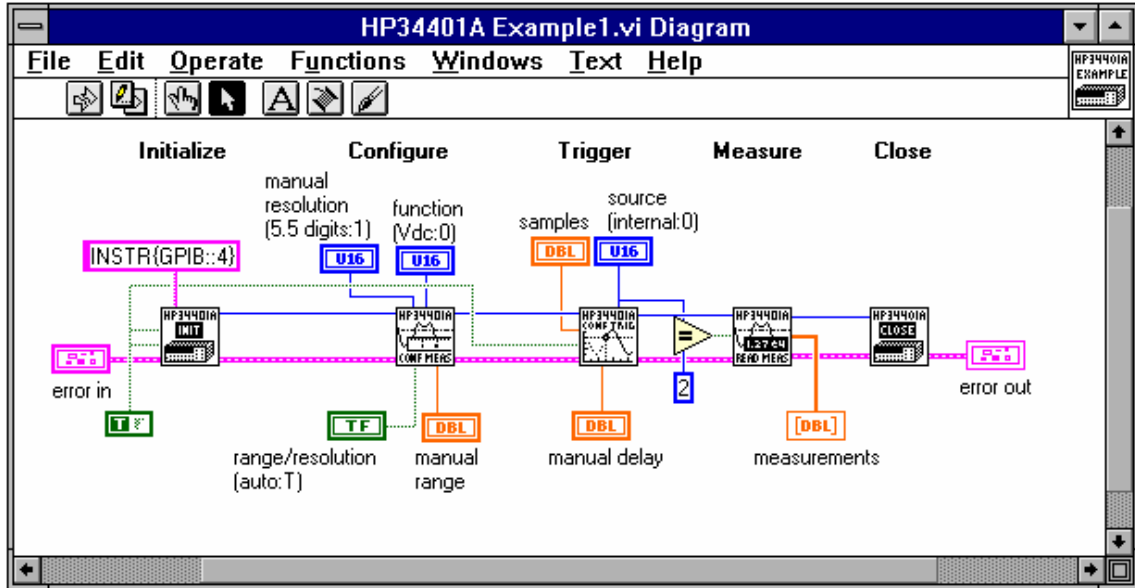 HP34401A Example1.vi Diagram
File Edit Operate Functions Windows Text Help
HP34401A
EXAMPLE
A
Initialize Configure Trigger Measure Close
manual
resolution
(5.5 digits:1)
function
(Vdc:0)
samples
source
(internal:0)
INSTR{GPIB::4}
U16
U16
DBL
U16
HP34401A
INIT
HP34401A
CONF MEAS
HP34401A
CONF TRIG
=
2
HP34401A
1.27 C4
READ MEAS
HP34401A
CLOSE
error in
error out
T
TF
DBL
DBL
[DBL]
range/resolution
(auto:T)
manual
range
manual delay
measurements